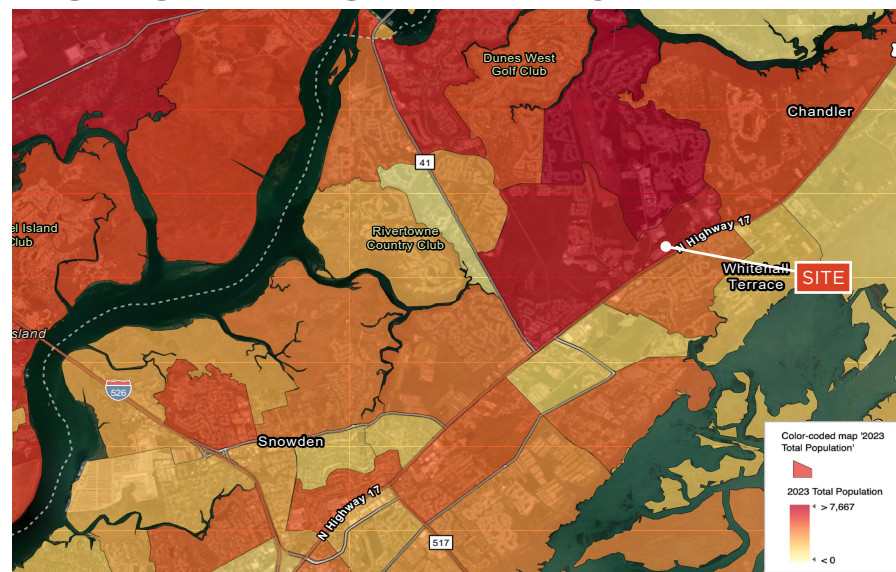 Dunes West
Golf Club
Chandler
41
Rivertowne
Country Club
N Highway 17
el Island
Club
Whitehall
Terrace
SITE
sland
526
Snowden
N Highway 17
517
Color-coded map '2023
Total Population'
2023 Total Population
> 7,667
< 0